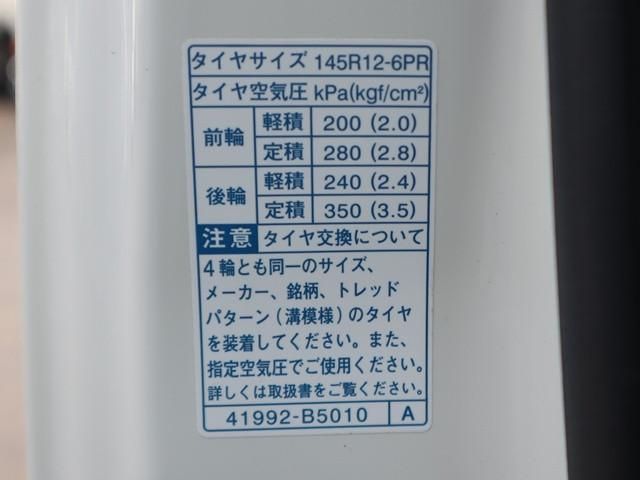 タイヤサイズ 145R12-6PR
タイヤ空気圧 kPa(kgf/cm²)
前輪 軽積 200 (2.0)
定積 280 (2.8)
後輪 軽積 240 (2.4)
定積 350 (3.5)
注意 タイヤ交換について
4輪とも同一のサイズ、
メーカー、銘柄、トレッド
パターン(溝模様)のタイヤ
を装着してください。また、
指定空気圧でご使用ください。
詳しくは取扱書をご覧ください。
41992-B5010 A